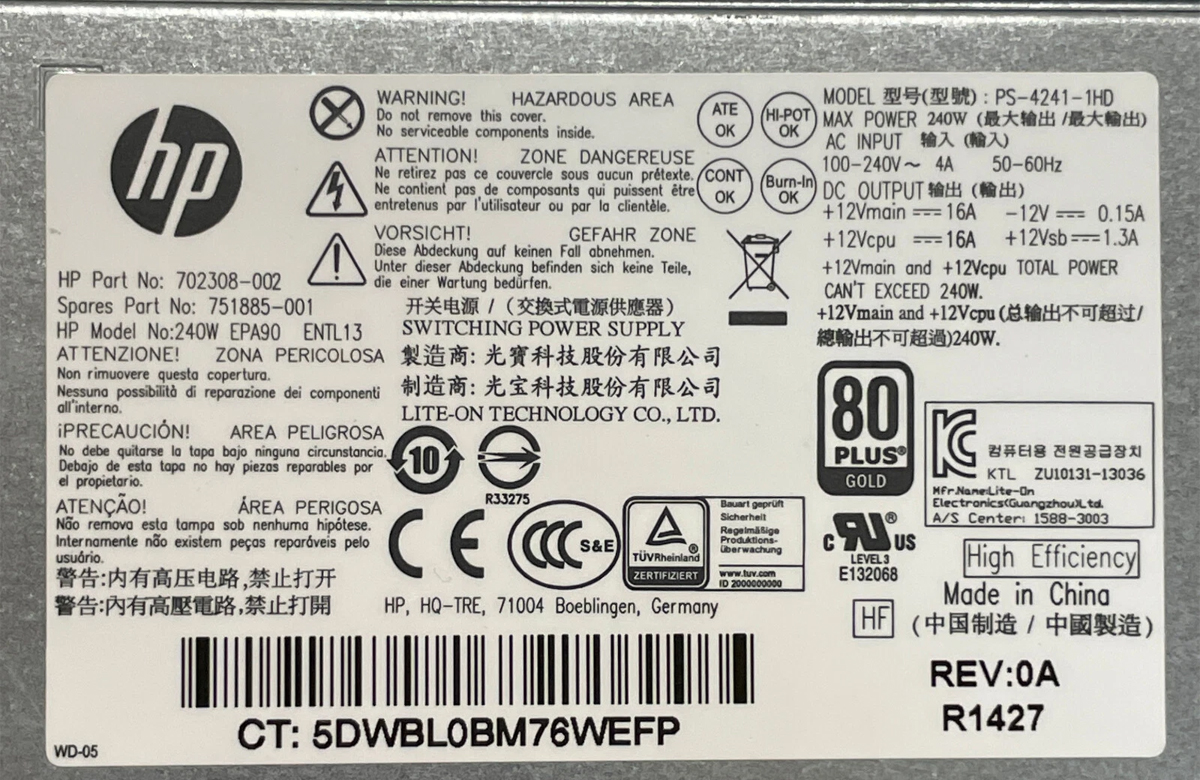 hp
HP Part No: 702308-002
Spares Part No: 751885-001
HP Model No:240W EPA90 ENTL13
ATTENZIONE! ZONA PERICOLOSA
Non rimuovere questa copertura.
Nessuna possibilità di reparazione dei componenti
all'interno.
¡PRECAUCIÓN! AREA PELIGROSA
No debe quitarse la tapa bajo ninguna circunstancia.
Debajo de esta tapa no hay piezas reparables por
el propietario.
ATENÇÃO! ÁREA PERIGOSA
Não remova esta tampa sob nenhuma hipótese.
Internamente não existem peças reparáveis pelo
usuário.
警告:内有高压电路,禁止打开
警告:內有高壓電路,禁止打開
WARNING! HAZARDOUS AREA
Do not remove this cover.
No serviceable components inside.
ATTENTION! ZONE DANGEREUSE
Ne retirez pas ce couvercle sous aucun prétexte.
Ne contient pas de composants qui puissent être
entretenus par l'utilisateur ou par la clientèle.
VORSICHT! GEFAHR ZONE
Diese Abdeckung auf keinen Fall abnehmen.
Unter dieser Abdeckung befinden sich keine Teile,
die einer Wartung bedürfen.
开关电源 / (交換式電源供應器)
SWITCHING POWER SUPPLY
製造商: 光寶科技股份有限公司
制造商: 光宝科技股份有限公司
LITE-ON TECHNOLOGY CO., LTD.
10
R33275
CE
CCC S&E
TÜVRheinland
ZERTIFIZIERT
Bauart geprüft
Sicherheit
Regelmäßige
Produktions-
überwachung
www.tuv.com
ID 2000000000
HP, HQ-TRE, 71004 Boeblingen, Germany
ATE
OK
HI-POT
OK
CONT
OK
Burn-In
OK
MODEL 型号(型號) : PS-4241-1HD
MAX POWER 240W (最大输出 /最大輸出)
AC INPUT 输入 (輸入)
100-240V~ 4A 50-60Hz
DC OUTPUT 输出 (輸出)
+12Vmain ⎓ 16A -12V ⎓ 0.15A
+12Vcpu ⎓ 16A +12Vsb ⎓ 1.3A
+12Vmain and +12Vcpu TOTAL POWER
CAN'T EXCEED 240W.
+12Vmain and +12Vcpu (总输出不可超过/
總輸出不可超過)240W.
80
PLUS®
GOLD
컴퓨터용 전원공급장치
KTL ZU10131-13036
Mfr.Name:Lite-On
Electronics(Guangzhou)Ltd.
A/S Center: 1588-3003
c RU ® US
LEVEL 3
E132068
High Efficiency
HF
Made in China
(中国制造 / 中國製造)
REV:0A
R1427
CT: 5DWBL0BM76WEFP
WD-05